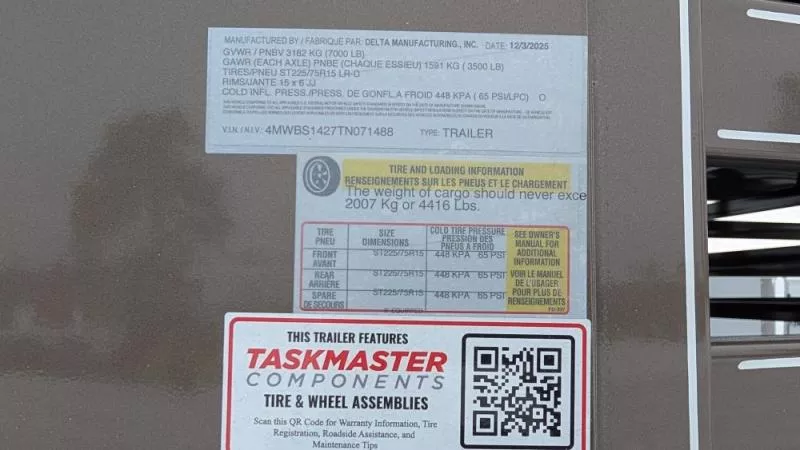 MANUFACTURED BY / FABRIQUE PAR: DELTA MANUFACTURING., INC. DATE: 12/3/2025
GVWR / PNBV 3182 KG (7000 LB)
GAWR (EACH AXLE) PNBE (CHAQUE ESSIEU) 1591 KG ( 3500 LB)
TIRES/PNEU ST225/75R15 LR-D
RIMS/JANTE 15 x 6 JJ
COLD INFL. PRESS./PRESS. DE GONFL.A FROID 448 KPA ( 65 PSI/LPC) O
V.I.N / N.I.V.: 4MWBS1427TN071488 TYPE: TRAILER
TIRE AND LOADING INFORMATION
RENSEIGNEMENTS SUR LES PNEUS ET LE CHARGEMENT
The weight of cargo should never exce
2007 Kg or 4416 Lbs.
TIRE PNEU SIZE DIMENSIONS COLD TIRE PRESSURE PRESSION DES PNEUS A FROID
FRONT AVANT ST225/75R15 448 KPA 65 PSI
REAR ARRIÈRE ST225/75R15 448 KPA 65 PSI
SPARE DE SECOURS ST225/75R15 448 KPA 65 PSI
IF EQUIPPED
SEE OWNER'S
MANUAL FOR
ADDITIONAL
INFORMATION
VOIR LE MANUEL
DE L'USAGER
POUR PLUS DE
RENSEIGNEMENTS
THIS TRAILER FEATURES
TASKMASTER
COMPONENTS
TIRE & WHEEL ASSEMBLIES
Scan this QR Code for Warranty Information, Tire
Registration, Roadside Assistance, and
Maintenance Tips